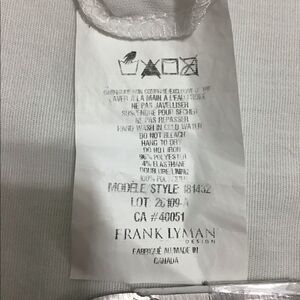 LAVER A LA MAIN A L'EAU FROIDE
NE PAS JAVELLISER
SUSPENDRE POUR SECHER
NE PAS REPASSER
HAND WASH IN COLD WATER
DO NOT BLEACH
HANG TO DRY
DO NOT IRON
96% POLYESTER
4% ELASTHANE
DOUBLURE/LINING
100% POLYESTER
MODELE/STYLE: 181432
LOT: 26109-A
CA #40051
FRANK LYMAN
DESIGN
FABRIQUÉ AU/MADE IN
CANADA